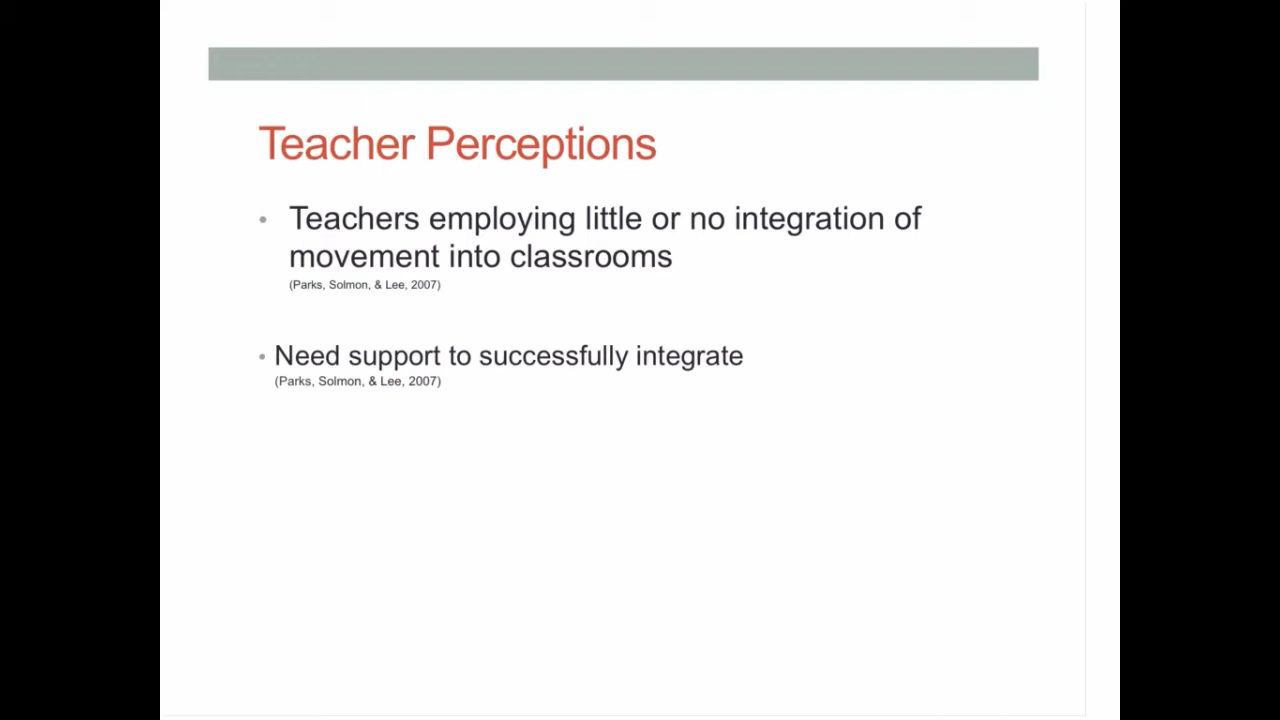 Teacher Perceptions
• Teachers employing little or no integration of
movement into classrooms
(Parks, Solmon, & Lee, 2007)
• Need support to successfully integrate
(Parks, Solmon, & Lee, 2007)